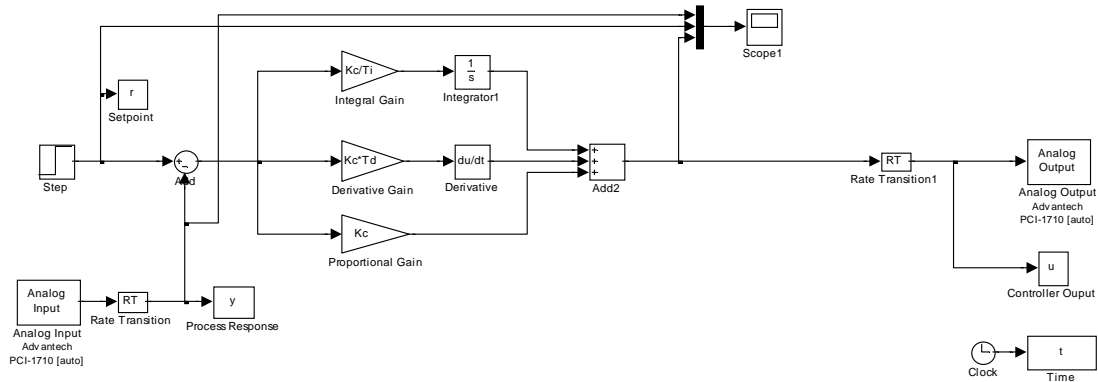 Scope1
Kc/Ti
Integral Gain
1
s
Integrator1
r
Setpoint
Step
+
-
Add
Kc*Td
Derivative Gain
du/dt
Derivative
+
+
+
Add2
RT
Rate Transition1
Analog
Output
Analog Output
Advantech
PCI-1710 [auto]
Kc
Proportional Gain
u
Controller Ouput
Analog
Input
Analog Input
Advantech
PCI-1710 [auto]
RT
Rate Transition
y
Process Response
Clock
t
Time